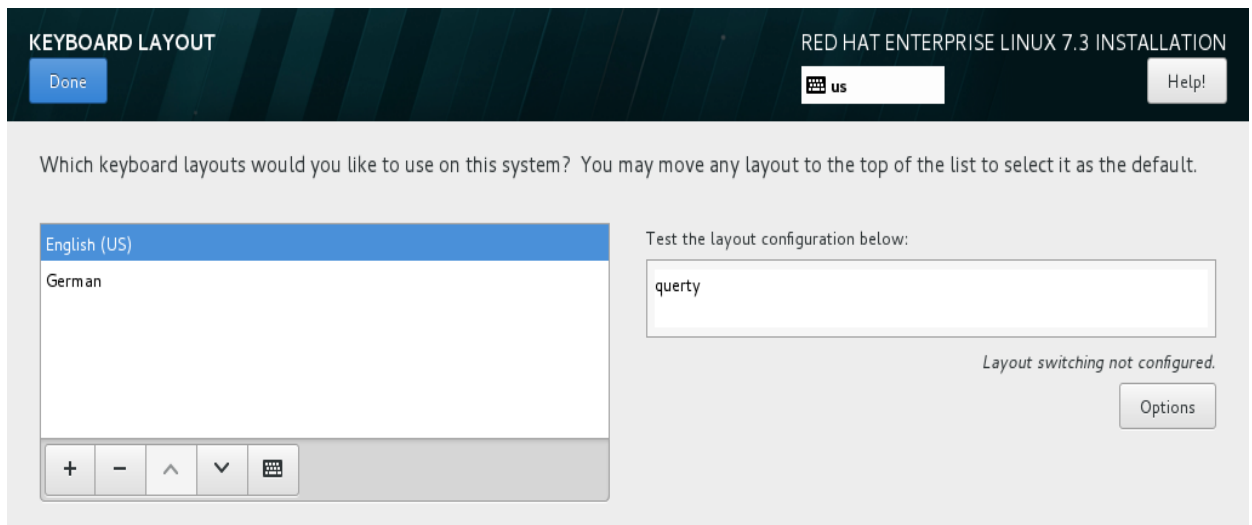 KEYBOARD LAYOUT
RED HAT ENTERPRISE LINUX 7.3 INSTALLATION
Done
us
Help!
Which keyboard layouts would you like to use on this system? You may move any layout to the top of the list to select it as the default.
English (US)
German
Test the layout configuration below:
querty
Layout switching not configured.
Options